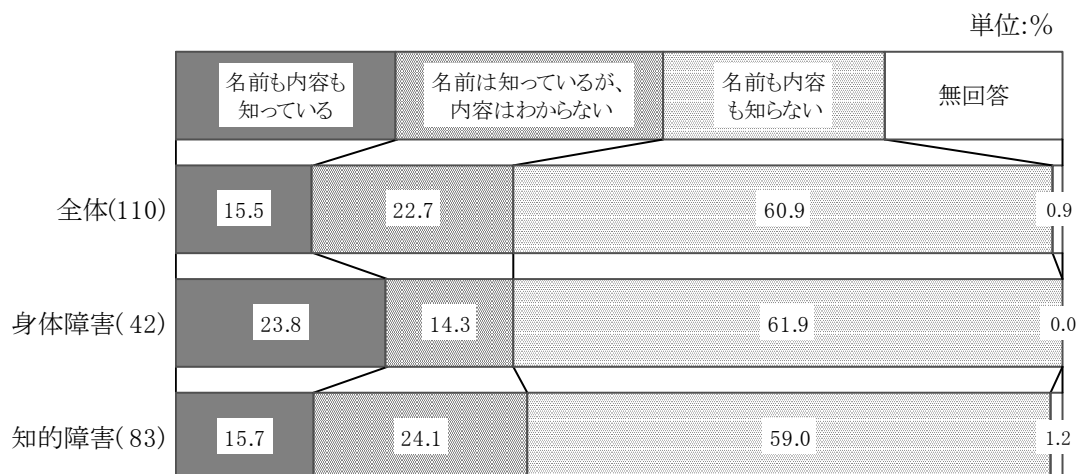 単位:%
名前も内容も
知っている
名前は知っているが、
内容はわからない
名前も内容
も知らない
無回答
全体(110)
15.5
22.7
60.9
0.9
身体障害( 42)
23.8
14.3
61.9
0.0
知的障害( 83)
15.7
24.1
59.0
1.2